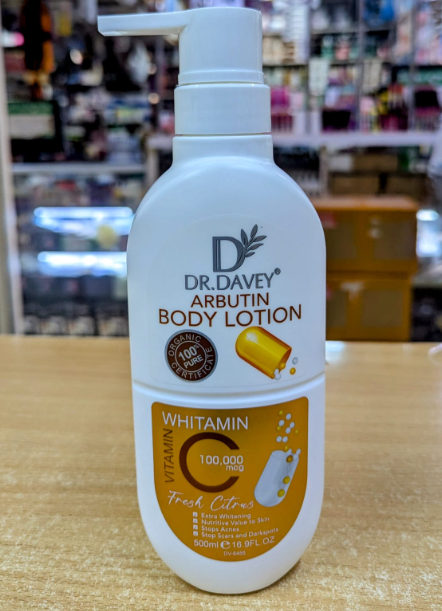 D
DR.DAVEY®
ARBUTIN
BODY LOTION
ORGANIC
100%
PURE
CERTIFICATE
WHITAMIN
VITAMIN
C
100,000
mcg
Fresh Citrus
Extra Whitening
Nutritive Value to Skin
Stops Acnes
Stop Scars and Darkspots
500ml ℮ 16.9FL OZ